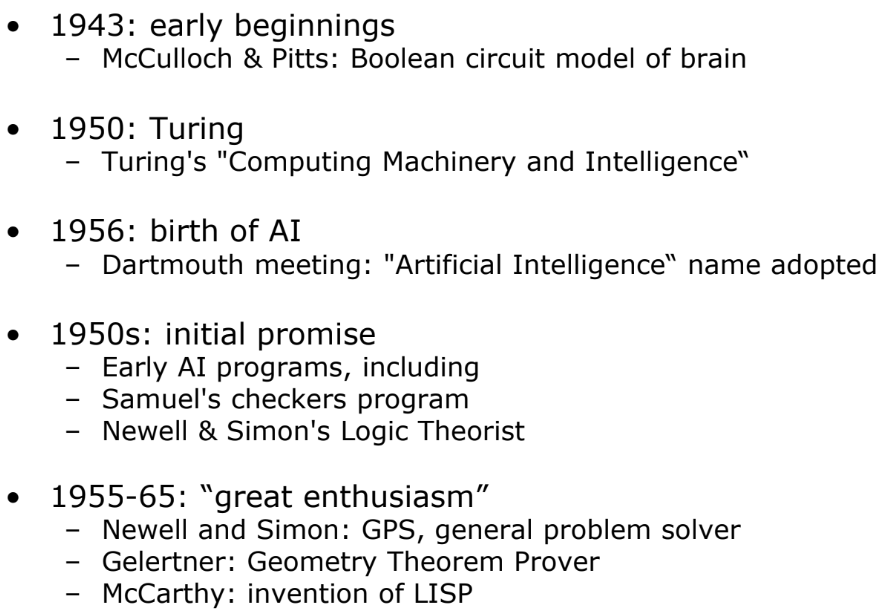 • 1943: early beginnings
– McCulloch & Pitts: Boolean circuit model of brain
• 1950: Turing
– Turing's "Computing Machinery and Intelligence‟
• 1956: birth of AI
– Dartmouth meeting: "Artificial Intelligence‟ name adopted
• 1950s: initial promise
– Early AI programs, including
– Samuel's checkers program
– Newell & Simon's Logic Theorist
• 1955-65: “great enthusiasm”
– Newell and Simon: GPS, general problem solver
– Gelertner: Geometry Theorem Prover
– McCarthy: invention of LISP